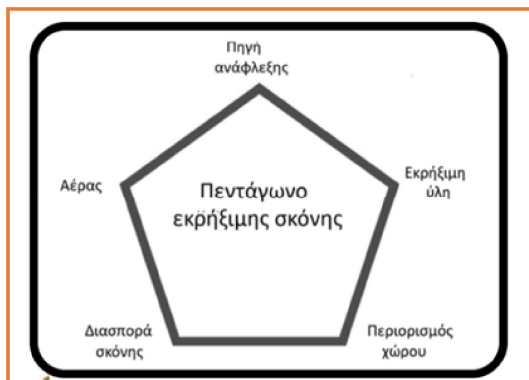 Πηγή
ανάφλεξης
Αέρας
Εκρήξιμη
ύλη
Πεντάγωνο
εκρήξιμης σκόνης
Διασπορά
σκόνης
Περιορισμός
χώρου